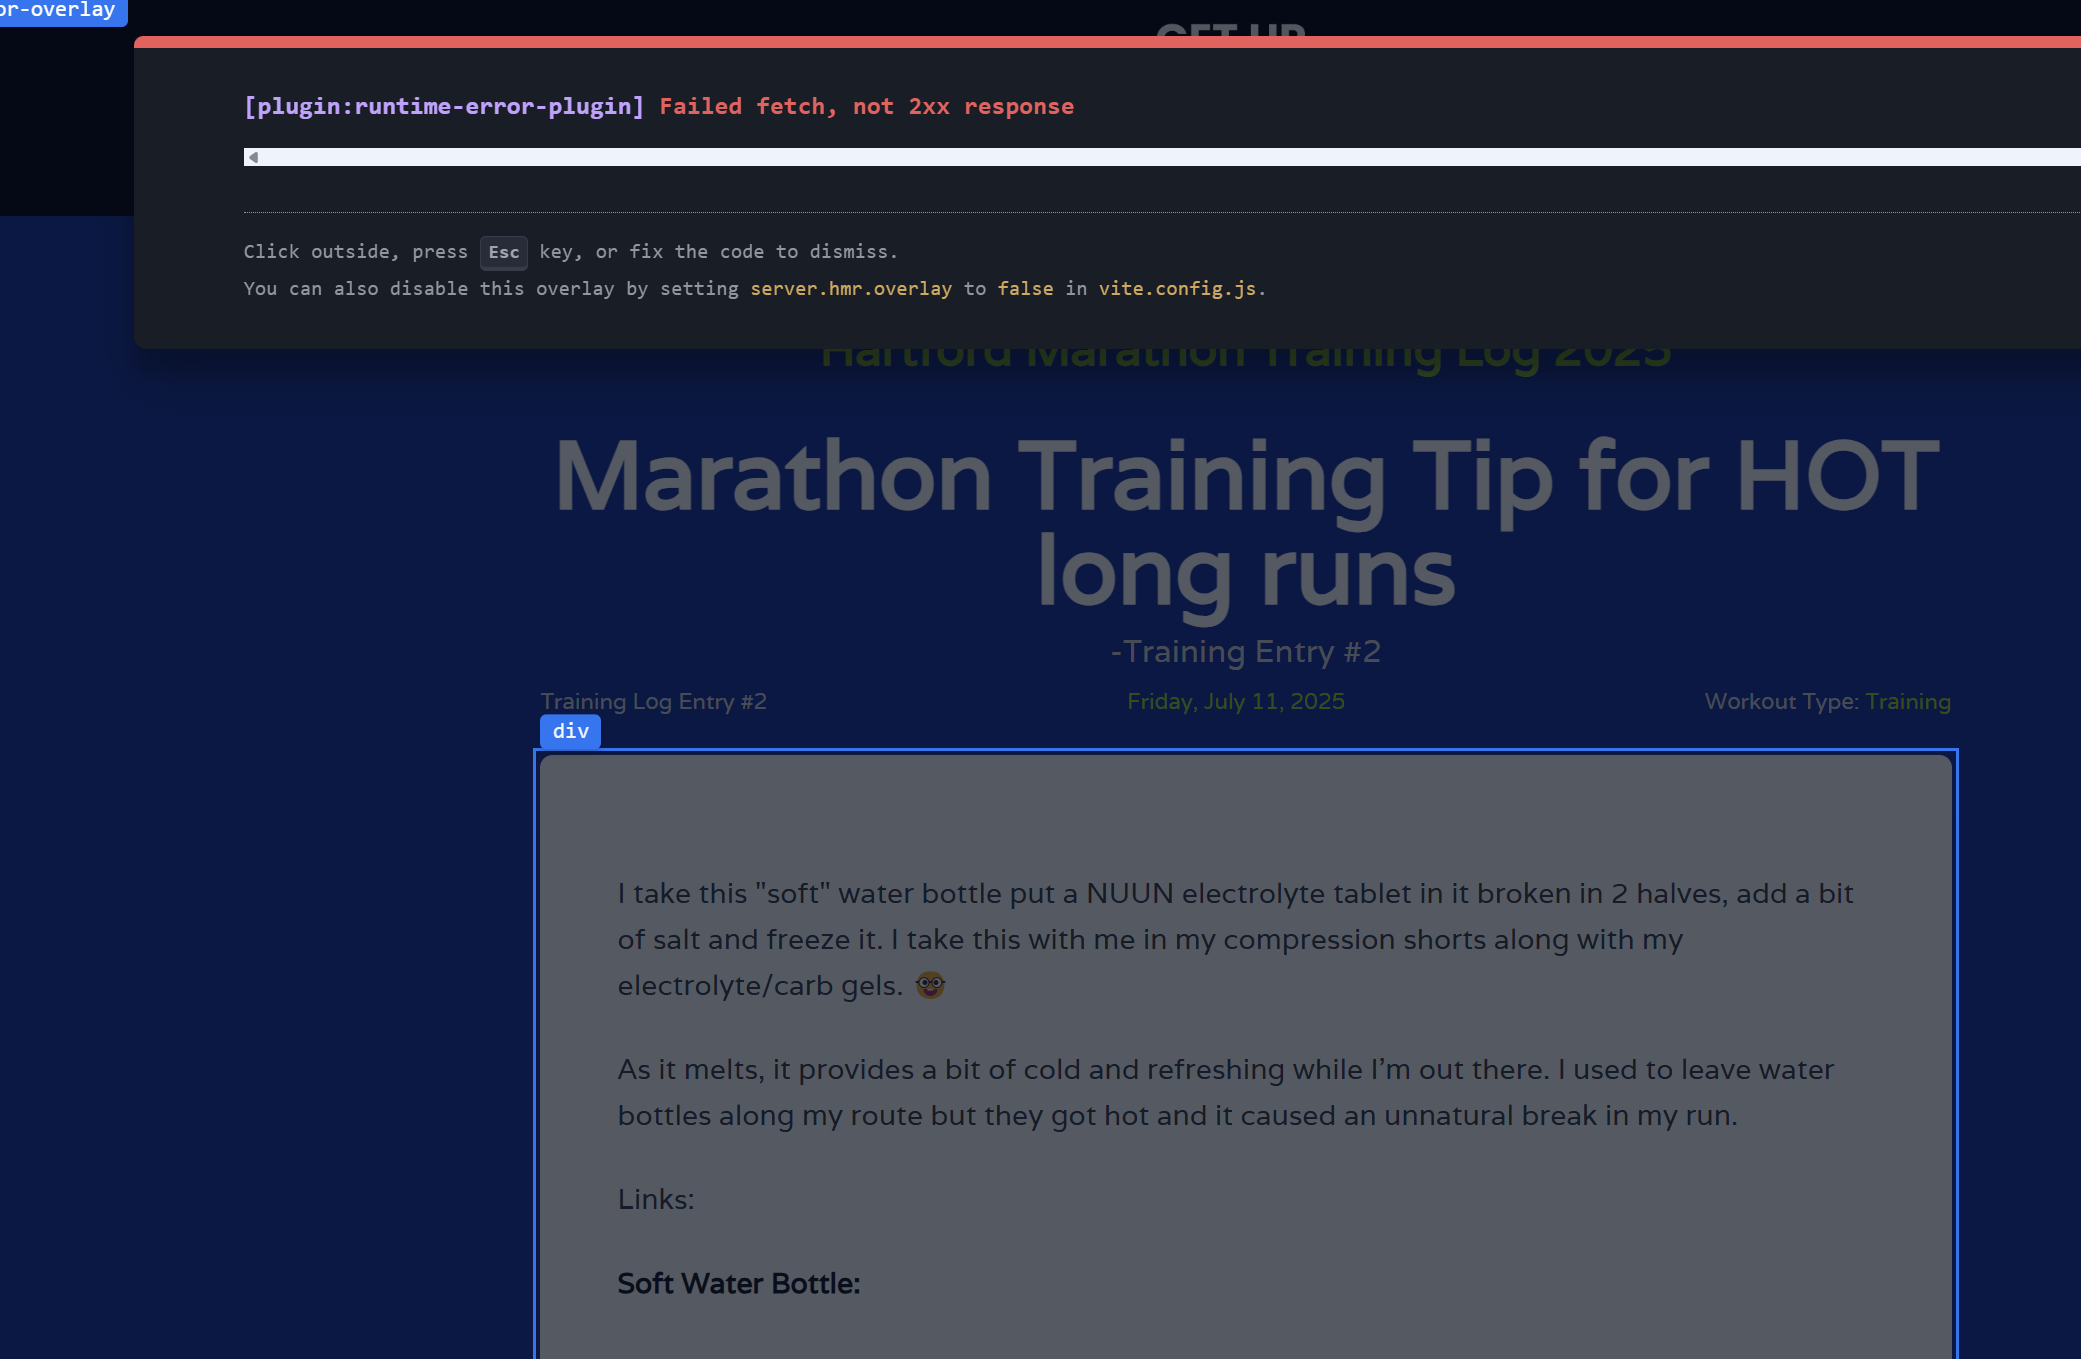 or-overlay
GET UP
[plugin:runtime-error-plugin] Failed fetch, not 2xx response
Click outside, press Esc key, or fix the code to dismiss.
You can also disable this overlay by setting server.hmr.overlay to false in vite.config.js.
Hartford Marathon Training Log 2025
Marathon Training Tip for HOT
long runs
-Training Entry #2
Training Log Entry #2 Friday, July 11, 2025 Workout Type: Training
div
I take this "soft" water bottle put a NUUN electrolyte tablet in it broken in 2 halves, add a bit
of salt and freeze it. I take this with me in my compression shorts along with my
electrolyte/carb gels. 🤓
As it melts, it provides a bit of cold and refreshing while I’m out there. I used to leave water
bottles along my route but they got hot and it caused an unnatural break in my run.
Links:
Soft Water Bottle: